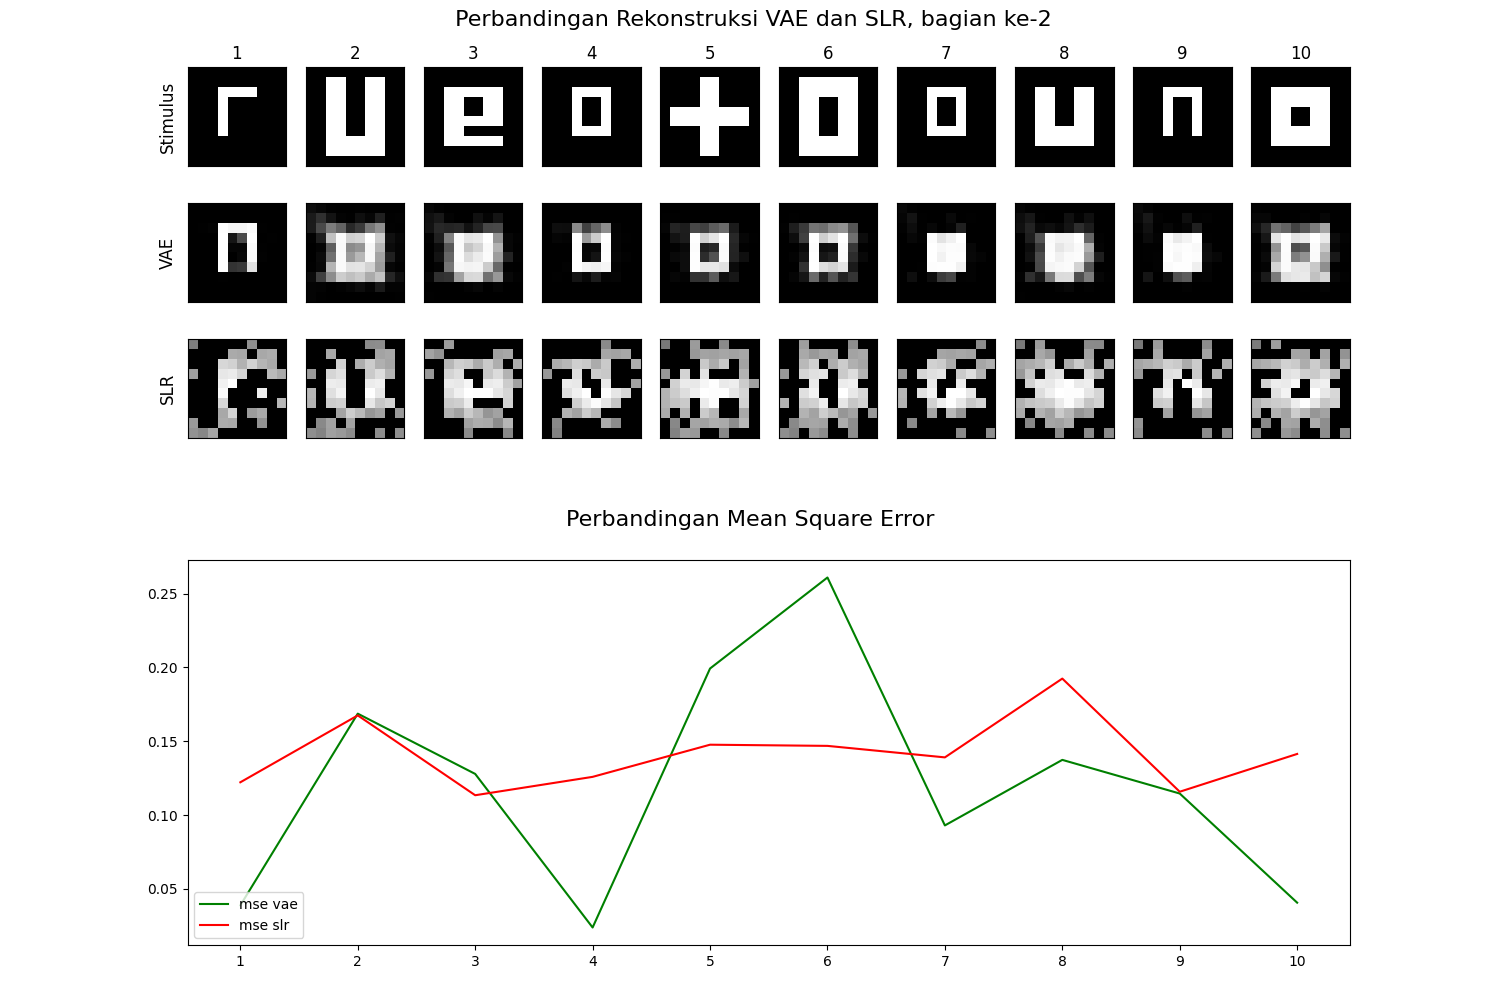 Perbandingan Rekonstruksi VAE dan SLR, bagian ke-2
1 2 3 4 5 6 7 8 9 10
Stimulus
VAE
SLR
Perbandingan Mean Square Error
0.25
0.20
0.15
0.10
0.05
mse vae
mse slr
1 2 3 4 5 6 7 8 9 10